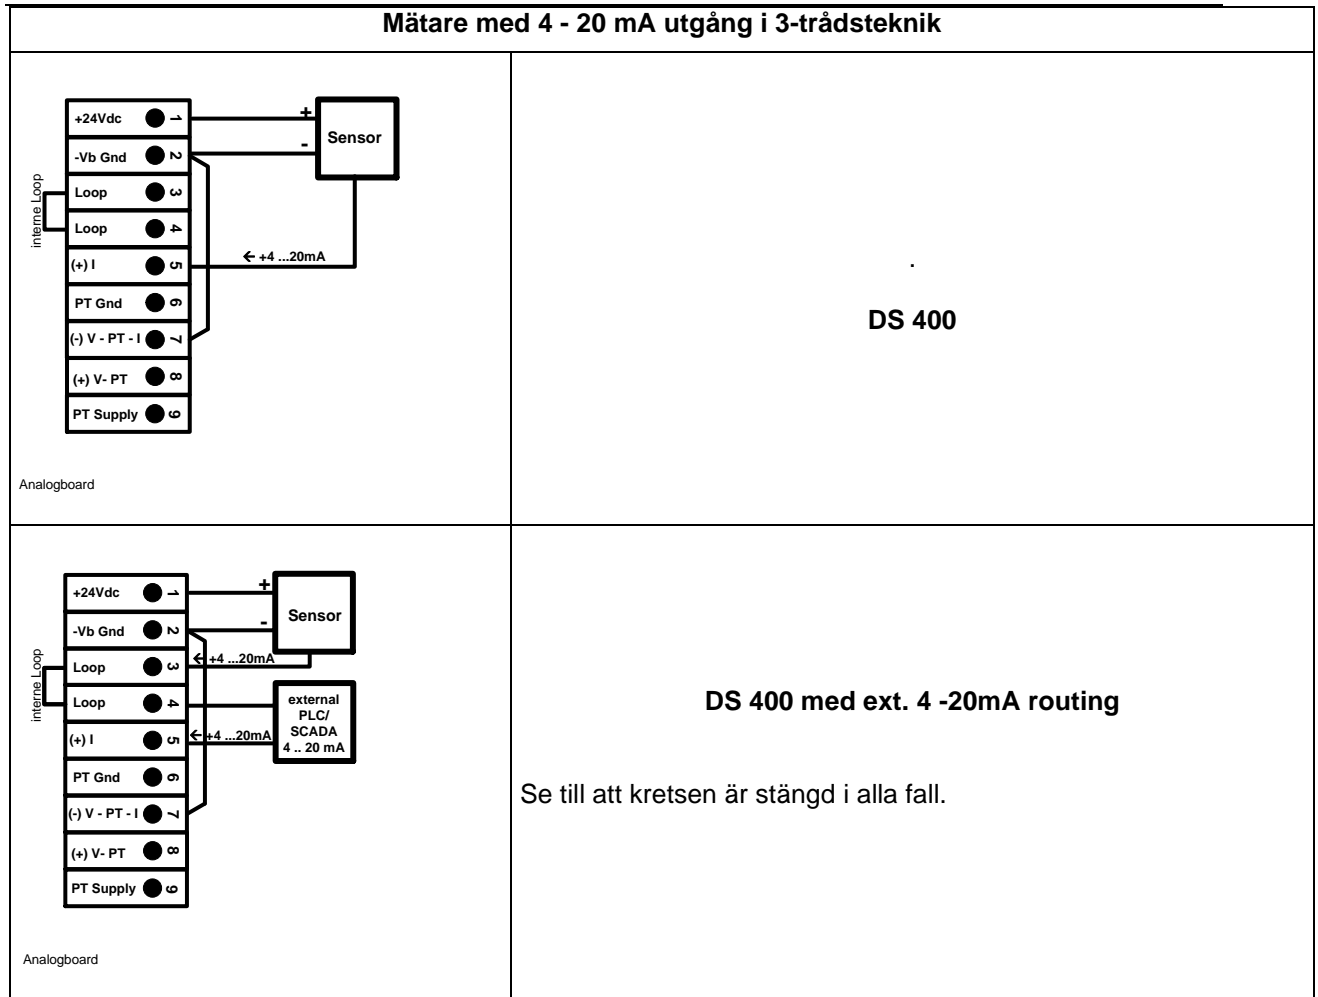 Mätare med 4 - 20 mA utgång i 3-trådsteknik
+24Vdc 1
-Vb Gnd 2
Loop 3
Loop 4
(+) I 5
PT Gnd 6
(-) V - PT - I 7
(+) V- PT 8
PT Supply 9
interne Loop
+
-
Sensor
← +4 ...20mA
Analogboard
.
DS 400
+24Vdc 1
-Vb Gnd 2
Loop 3
Loop 4
(+) I 5
PT Gnd 6
(-) V - PT - I 7
(+) V- PT 8
PT Supply 9
interne Loop
+
-
Sensor
← +4 ...20mA
external
PLC/
SCADA
4 .. 20 mA
← +4 ...20mA
Analogboard
DS 400 med ext. 4 -20mA routing
Se till att kretsen är stängd i alla fall.